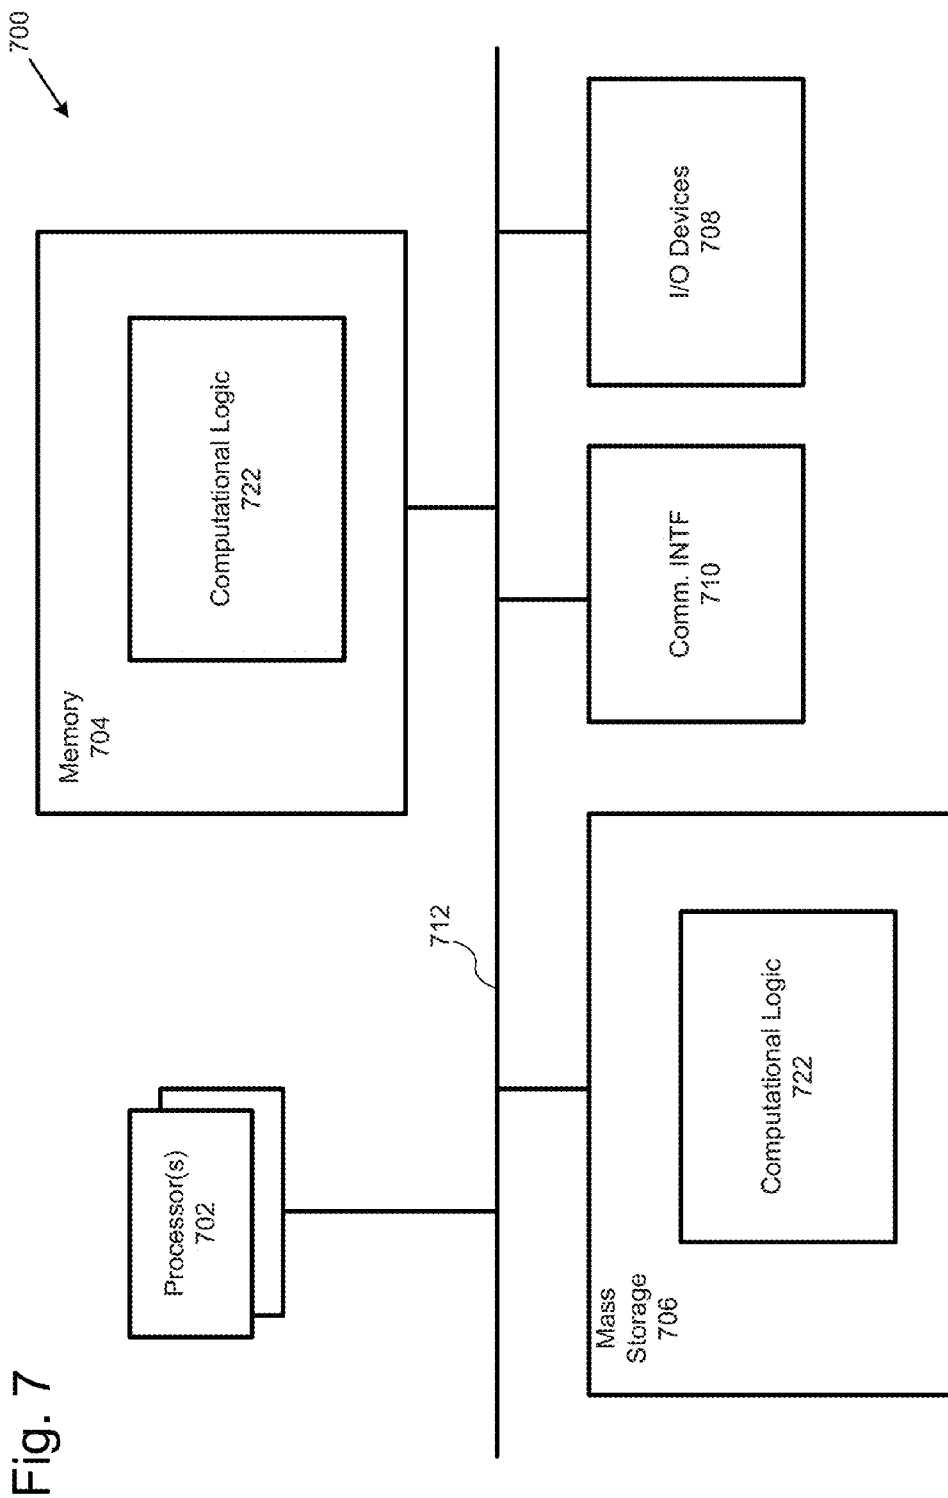 Fig. 7
700
Processor(s)
702
Memory
704
Computational Logic
722
712
Mass
Storage
706
Computational Logic
722
Comm. INTF
710
I/O Devices
708